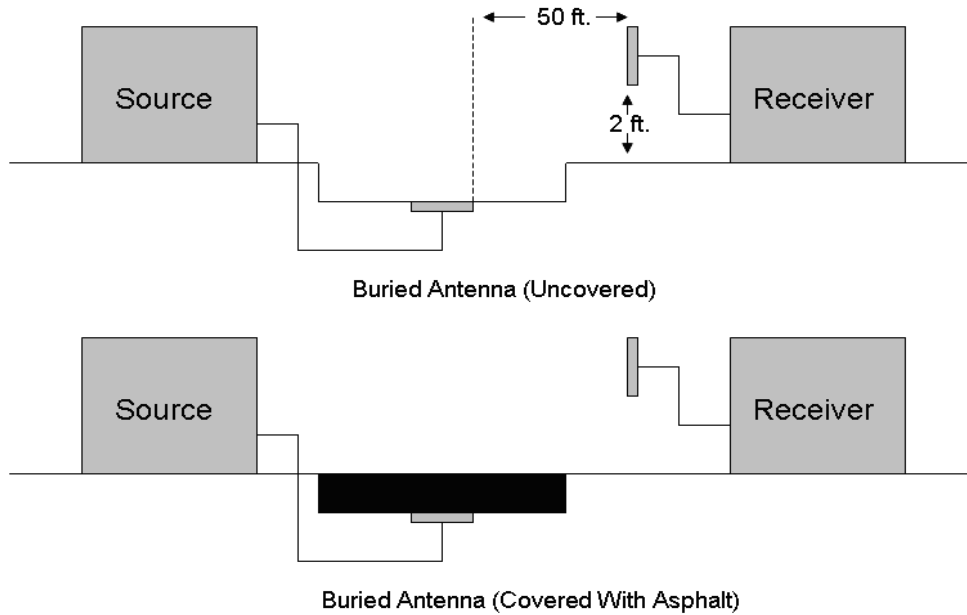 50 ft.
Source
Receiver
2 ft.
Buried Antenna (Uncovered)
Source
Receiver
Buried Antenna (Covered With Asphalt)